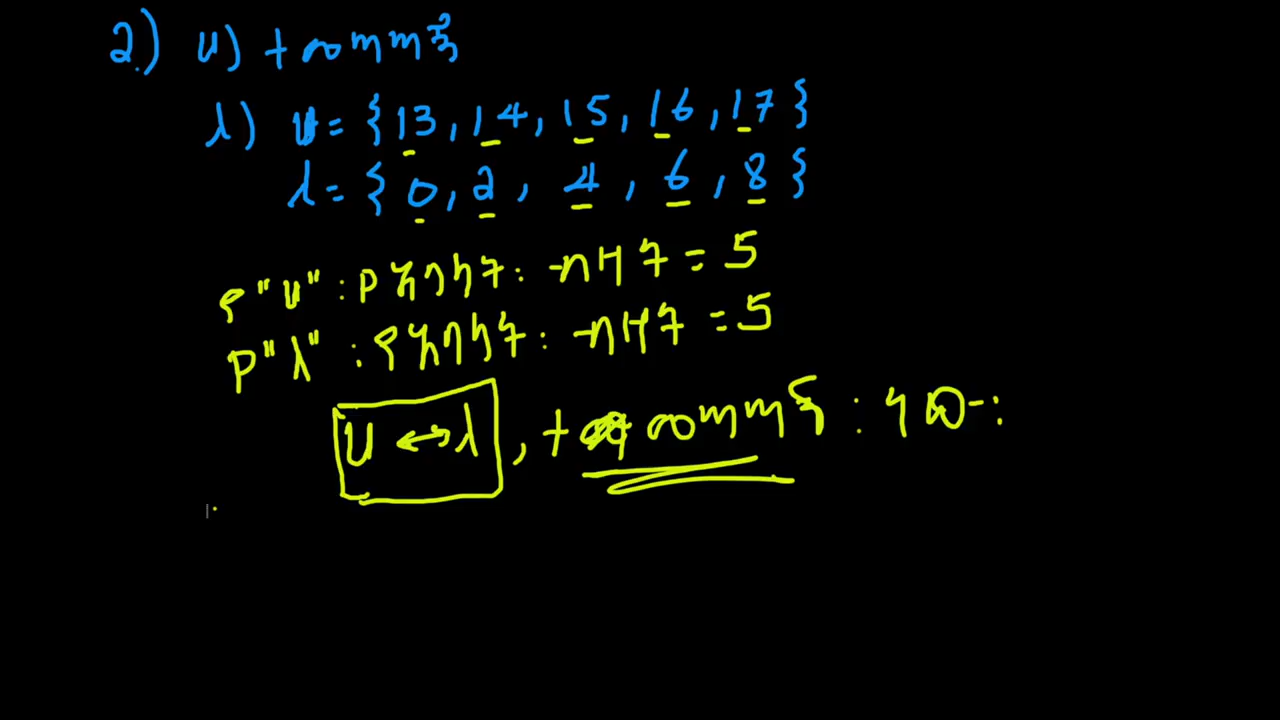 2.) ሀ) ተመጣጣኝ
ለ) ሀ = {13, 14, 15, 16, 17}
ለ = {0, 2, 4, 6, 8}
የ"ሀ" : የአባላት: ብዛት = 5
የ"ለ" : የአባላት: ብዛት = 5
ሀ ↔ ለ , ተመጣጣኝ : ነው :